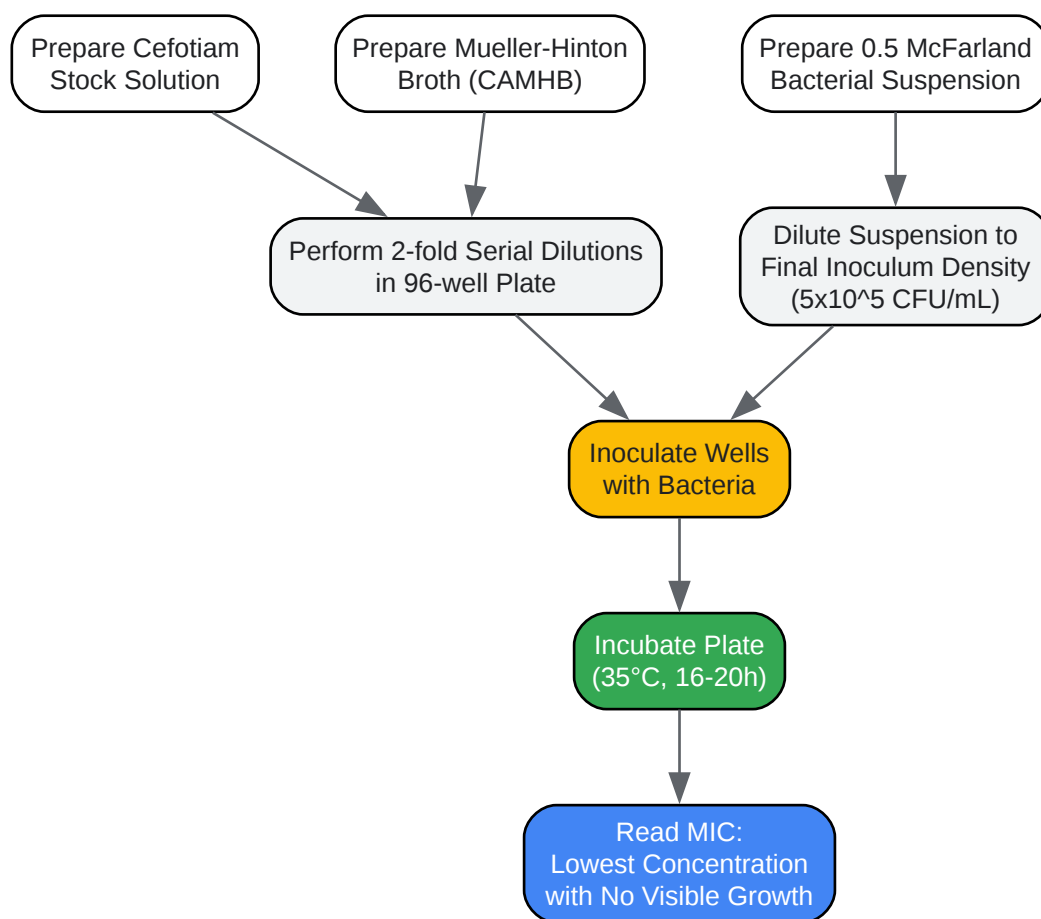 Prepare Cefotiam
Stock Solution
Prepare Mueller-Hinton
Broth (CAMHB)
Prepare 0.5 McFarland
Bacterial Suspension
Perform 2-fold Serial Dilutions
in 96-well Plate
Dilute Suspension to
Final Inoculum Density
(5x10^5 CFU/mL)
Inoculate Wells
with Bacteria
Incubate Plate
(35°C, 16-20h)
Read MIC:
Lowest Concentration
with No Visible Growth